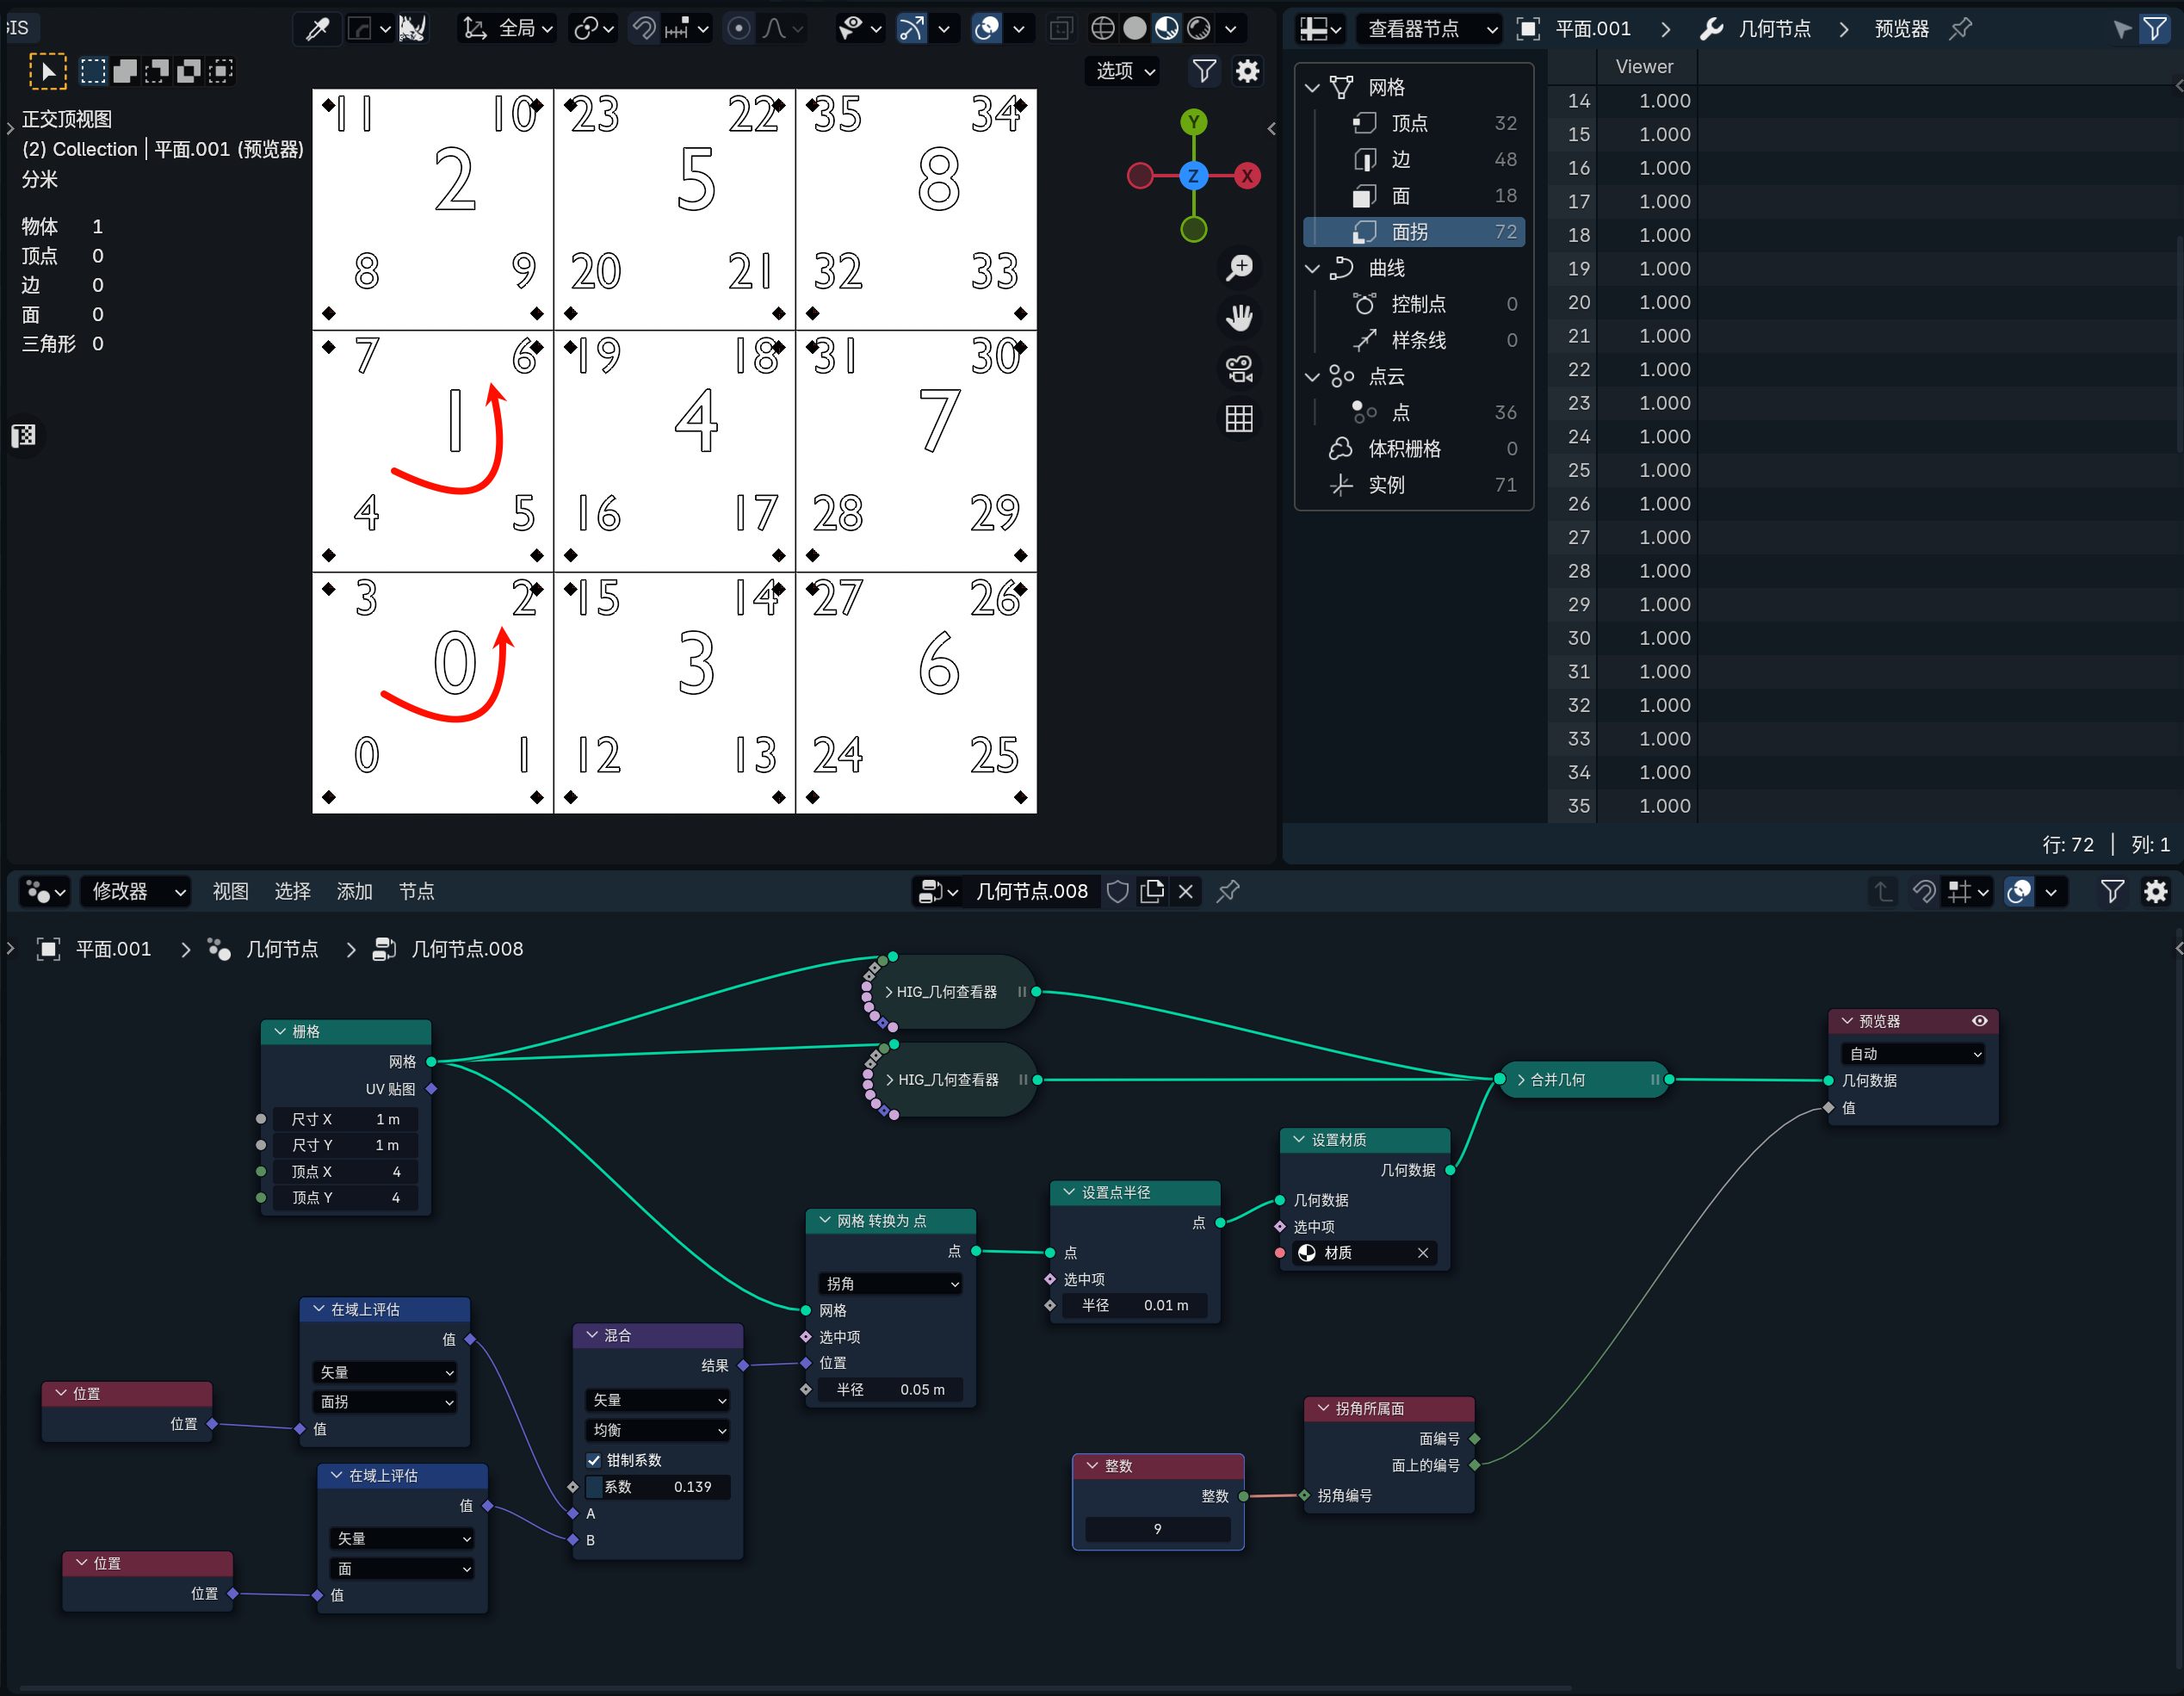 GIS
全局
选项
正交顶视图
(2) Collection | 平面.001 (预览器)
分米
物体 1
顶点 0
边 0
面 0
三角形 0
11 10 23 22 35 34
2 5 8
8 9 20 21 32 33
7 6 19 18 31 30
1 4 7
4 5 16 17 28 29
3 2 15 14 27 26
0 3 6
0 1 12 13 24 25
Y
Z X
查看器节点 平面.001 几何节点 预览器
网格
顶点 32
边 48
面 18
面拐 72
曲线
控制点 0
样条线 0
点云
点 36
体积栅格 0
实例 71
Viewer
14 1.000
15 1.000
16 1.000
17 1.000
18 1.000
19 1.000
20 1.000
21 1.000
22 1.000
23 1.000
24 1.000
25 1.000
26 1.000
27 1.000
28 1.000
29 1.000
30 1.000
31 1.000
32 1.000
33 1.000
34 1.000
35 1.000
行: 72 | 列: 1
修改器 视图 选择 添加 节点 几何节点.008
平面.001 几何节点 几何节点.008
HIG_几何查看器
HIG_几何查看器
栅格
网格
UV 贴图
尺寸 X 1 m
尺寸 Y 1 m
顶点 X 4
顶点 Y 4
合并几何
预览器
自动
几何数据
值
设置材质
几何数据
几何数据
选中项
材质
设置点半径
点
点
选中项
半径 0.01 m
网格 转换为 点
点
拐角
网格
选中项
位置
半径 0.05 m
在域上评估
值
矢量
面拐
值
混合
结果
矢量
均衡
钳制系数
系数 0.139
A
B
位置
位置
在域上评估
值
矢量
面
值
位置
位置
拐角所属面
面编号
面上的编号
拐角编号
整数
整数
9